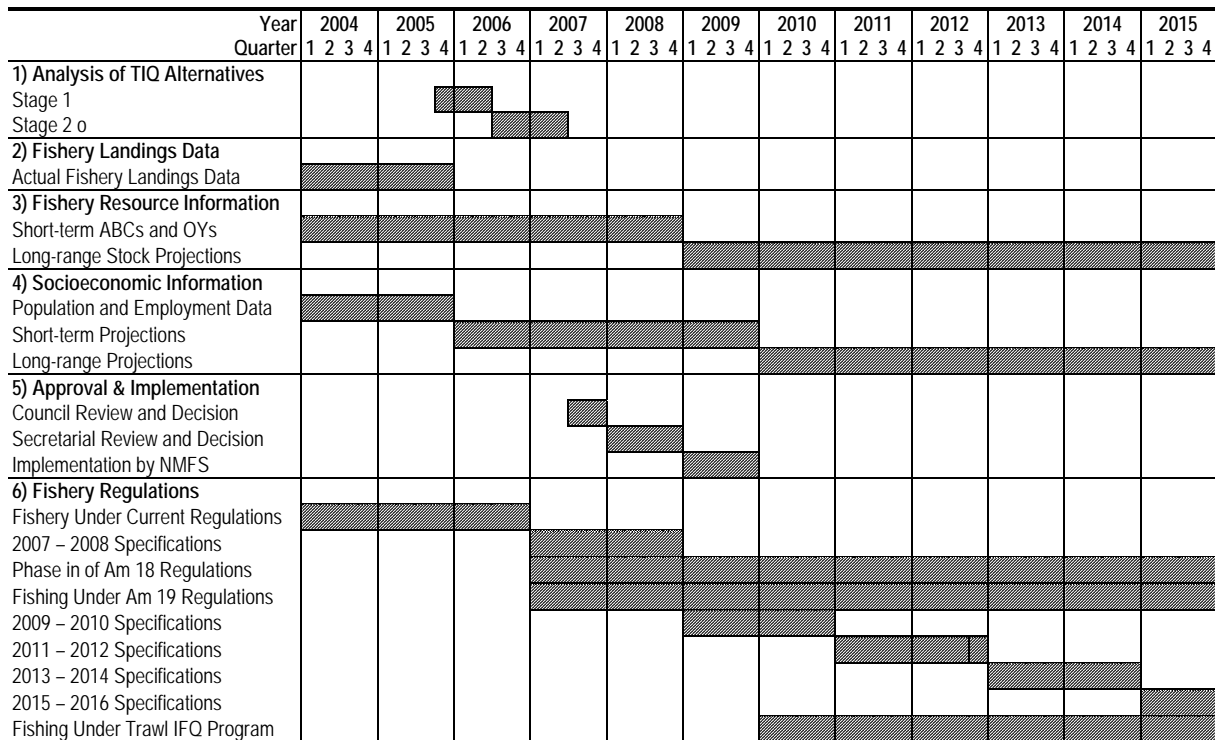 Year 2004 2005 2006 2007 2008 2009 2010 2011 2012 2013 2014 2015
Quarter 1 2 3 4 1 2 3 4 1 2 3 4 1 2 3 4 1 2 3 4 1 2 3 4 1 2 3 4 1 2 3 4 1 2 3 4 1 2 3 4 1 2 3 4 1 2 3 4
1) Analysis of TIQ Alternatives
Stage 1
Stage 2 o
2) Fishery Landings Data
Actual Fishery Landings Data
3) Fishery Resource Information
Short-term ABCs and OYs
Long-range Stock Projections
4) Socioeconomic Information
Population and Employment Data
Short-term Projections
Long-range Projections
5) Approval & Implementation
Council Review and Decision
Secretarial Review and Decision
Implementation by NMFS
6) Fishery Regulations
Fishery Under Current Regulations
2007 – 2008 Specifications
Phase in of Am 18 Regulations
Fishing Under Am 19 Regulations
2009 – 2010 Specifications
2011 – 2012 Specifications
2013 – 2014 Specifications
2015 – 2016 Specifications
Fishing Under Trawl IFQ Program